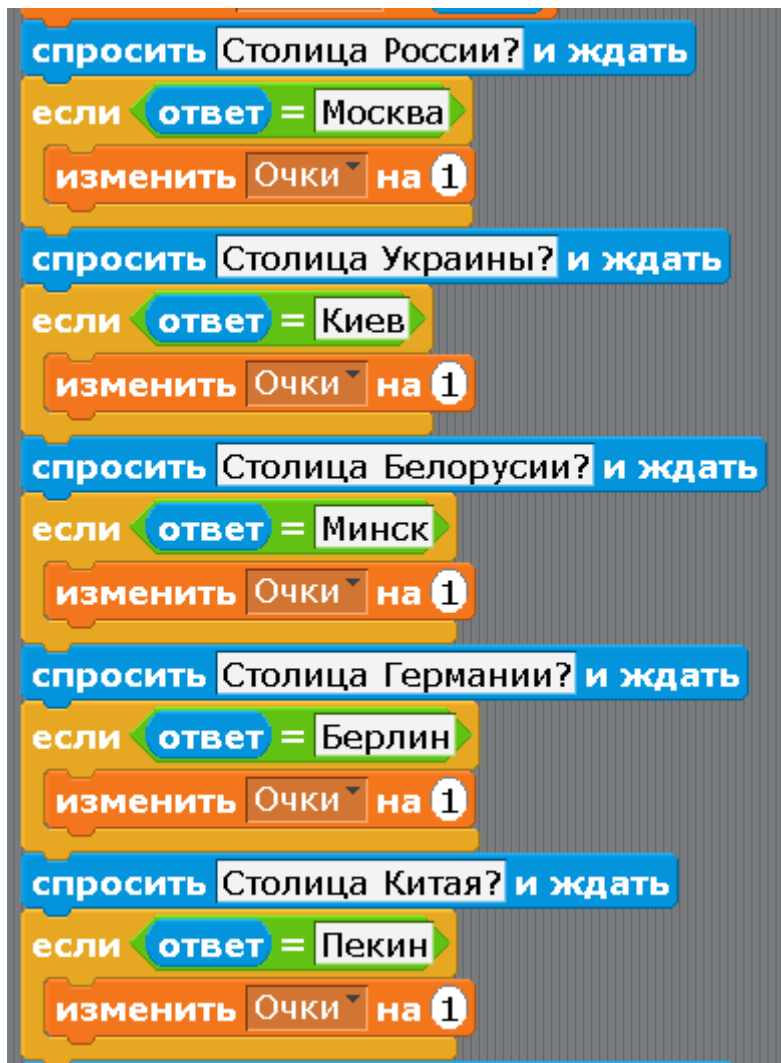 спросить Столица России? и ждать
если ответ = Москва
изменить Очки на 1
спросить Столица Украины? и ждать
если ответ = Киев
изменить Очки на 1
спросить Столица Белорусии? и ждать
если ответ = Минск
изменить Очки на 1
спросить Столица Германии? и ждать
если ответ = Берлин
изменить Очки на 1
спросить Столица Китая? и ждать
если ответ = Пекин
изменить Очки на 1